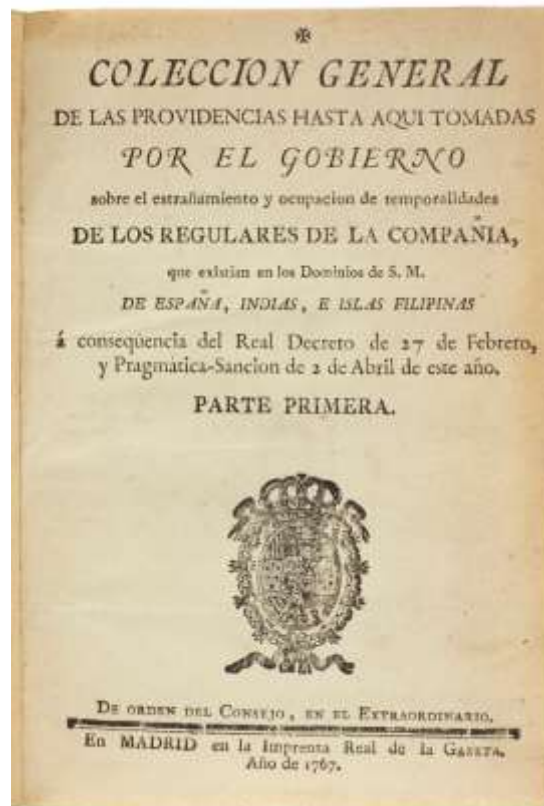 COLECCION GENERAL
DE LAS PROVIDENCIAS HASTA AQUI TOMADAS
POR EL GOBIERNO
sobre el estrañamiento y ocupacion de temporalidades
DE LOS REGULARES DE LA COMPAÑIA,
que existian en los Dominios de S. M.
DE ESPAÑA, INDIAS, E ISLAS FILIPINAS
á conseqüencia del Real Decreto de 27 de Febrero,
y Pragmática-Sancion de 2 de Abril de este año.
PARTE PRIMERA.
DE ORDEN DEL CONSEJO, EN EL EXTRAORDINARIO.
En MADRID en la Imprenta Real de la GAZETA.
Año de 1767.